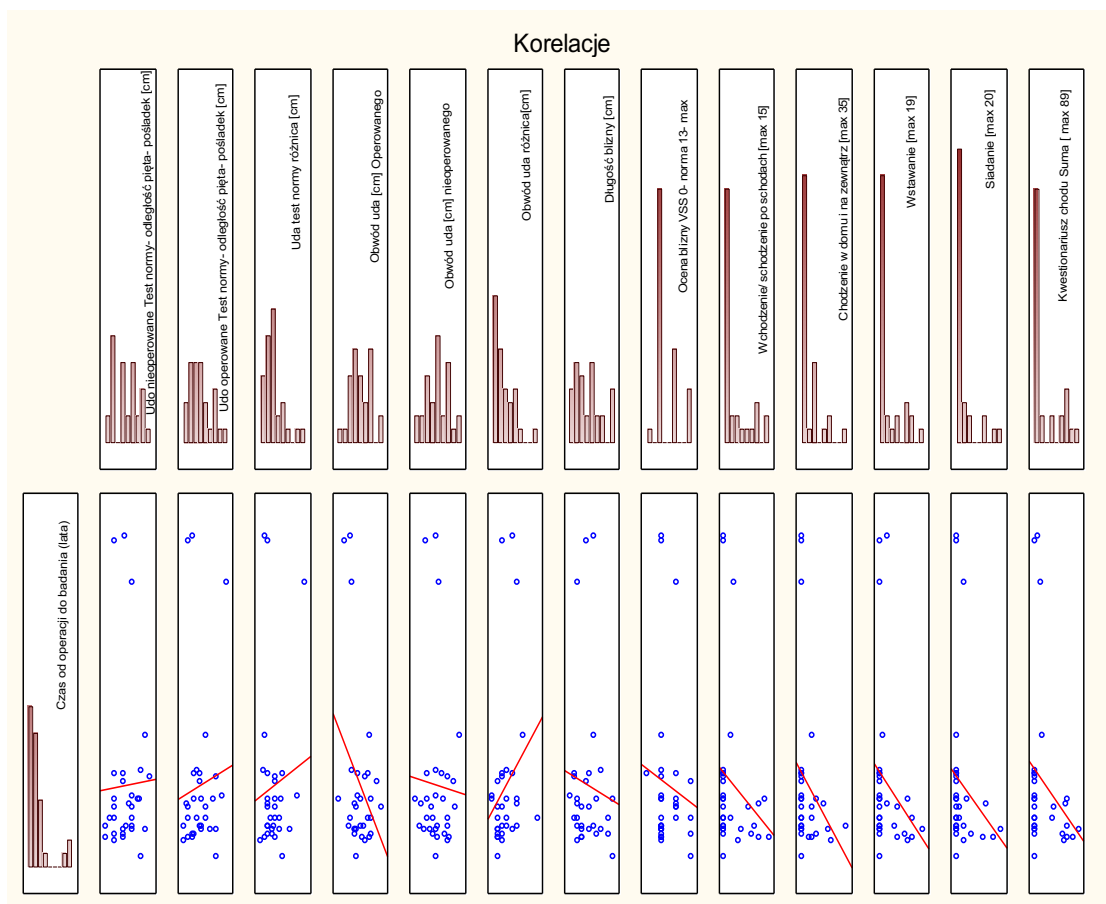 Korelacje
Udo nieoperowane Test normy- odległość pięta- pośladek [cm]
Udo operowane Test normy- odległość pięta- pośladek [cm]
Uda test normy różnica [cm]
Obwód uda [cm] Operowanego
Obwód uda [cm] nieoperowanego
Obwód uda różnica[cm]
Długość blizny [cm]
Ocena blizny VSS 0- norma 13- max
Wchodzenie/ schodzenie po schodach [max 15]
Chodzenie w domu i na zewnątrz [max 35]
Wstawanie [max 19]
Siadanie [max 20]
Kwestionariusz chodu Suma [ max 89]
Czas od operacji do badania (lata)